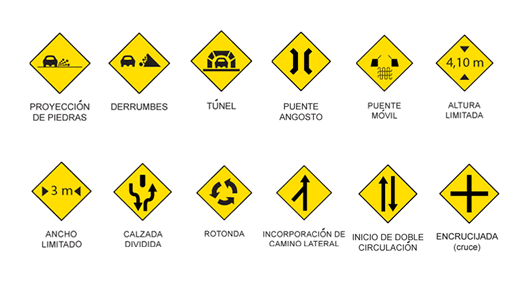 4,10 m
PROYECCIÓN
DE PIEDRAS
DERRUMBES
TÚNEL
PUENTE
ANGOSTO
PUENTE
MÓVIL
ALTURA
LIMITADA
3 m
ANCHO
LIMITADO
CALZADA
DIVIDIDA
ROTONDA
INCORPORACIÓN DE
CAMINO LATERAL
INICIO DE DOBLE
CIRCULACIÓN
ENCRUCIJADA
(cruce)